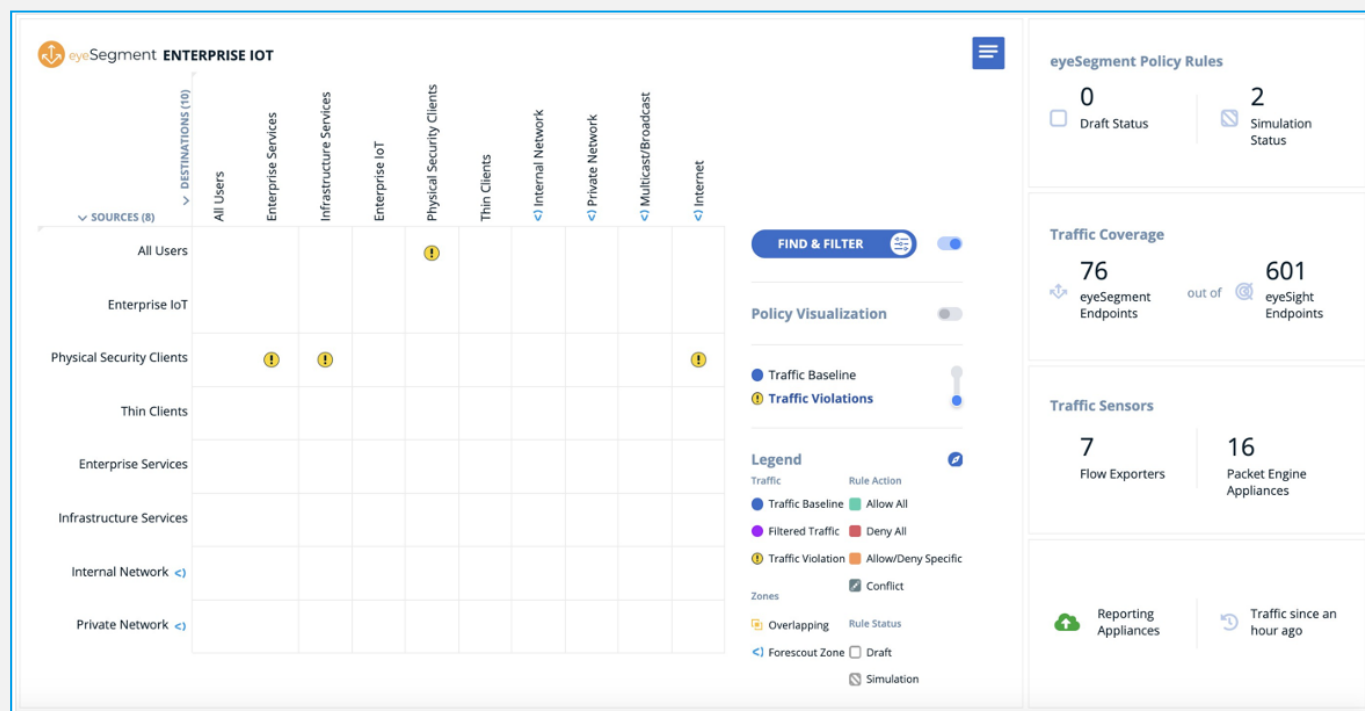 eyeSegment ENTERPRISE IOT
DESTINATIONS (10)
All Users
Enterprise Services
Infrastructure Services
Enterprise IoT
Physical Security Clients
Thin Clients
Internal Network
Private Network
Multicast/Broadcast
Internet
SOURCES (8)
All Users
Enterprise IoT
Physical Security Clients
Thin Clients
Enterprise Services
Infrastructure Services
Internal Network
Private Network
FIND & FILTER
Policy Visualization
Traffic Baseline
Traffic Violations
Legend
Traffic
Traffic Baseline
Filtered Traffic
Traffic Violation
Zones
Overlapping
Forescout Zone
Rule Action
Allow All
Deny All
Allow/Deny Specific
Conflict
Rule Status
Draft
Simulation
eyeSegment Policy Rules
0
Draft Status
2
Simulation
Status
Traffic Coverage
76
eyeSegment
Endpoints
out of
601
eyeSight
Endpoints
Traffic Sensors
7
Flow Exporters
16
Packet Engine
Appliances
Reporting
Appliances
Traffic since an
hour ago